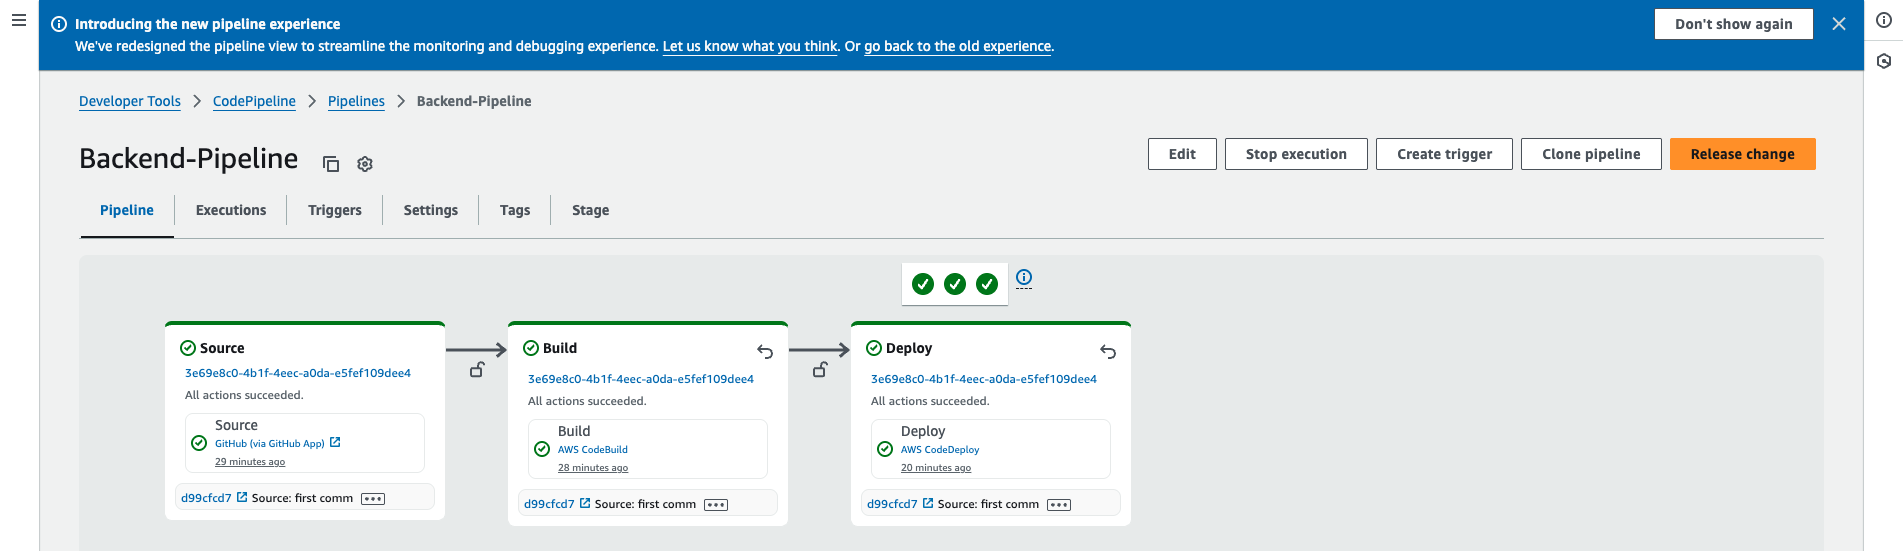 Introducing the new pipeline experience
We've redesigned the pipeline view to streamline the monitoring and debugging experience. Let us know what you think. Or go back to the old experience.
Don't show again
Developer Tools
CodePipeline
Pipelines
Backend-Pipeline
Backend-Pipeline
Edit
Stop execution
Create trigger
Clone pipeline
Release change
Pipeline
Executions
Triggers
Settings
Tags
Stage
Source
3e69e8c0-4b1f-4eec-a0da-e5fef109dee4
All actions succeeded.
Source
GitHub (via GitHub App)
29 minutes ago
d99cfcd7 Source: first comm
Build
3e69e8c0-4b1f-4eec-a0da-e5fef109dee4
All actions succeeded.
Build
AWS CodeBuild
28 minutes ago
d99cfcd7 Source: first comm
Deploy
3e69e8c0-4b1f-4eec-a0da-e5fef109dee4
All actions succeeded.
Deploy
AWS CodeDeploy
20 minutes ago
d99cfcd7 Source: first comm